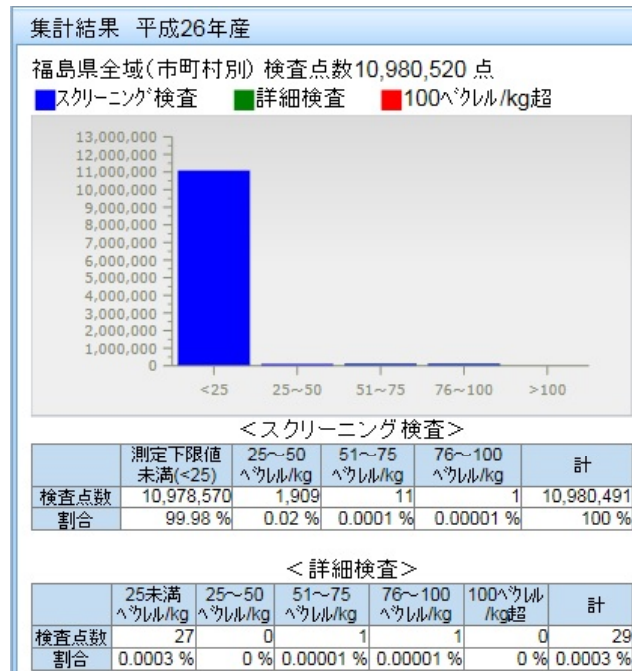 集計結果 平成26年産
福島県全域(市町村別) 検査点数10,980,520 点
スクリーニング検査 詳細検査 100ベクレル/kg超
13,000,000
12,000,000
11,000,000
10,000,000
9,000,000
8,000,000
7,000,000
6,000,000
5,000,000
4,000,000
3,000,000
2,000,000
1,000,000
0
<25 25~50 51~75 76~100 >100
<スクリーニング検査>
測定下限値未満(<25) 25~50ベクレル/kg 51~75ベクレル/kg 76~100ベクレル/kg 計
検査点数 10,978,570 1,909 11 1 10,980,491
割合 99.98 % 0.02 % 0.0001 % 0.00001 % 100 %
<詳細検査>
25未満ベクレル/kg 25~50ベクレル/kg 51~75ベクレル/kg 76~100ベクレル/kg 100ベクレル/kg超 計
検査点数 27 0 1 1 0 29
割合 0.0003 % 0 % 0.00001 % 0.00001 % 0 % 0.0003 %